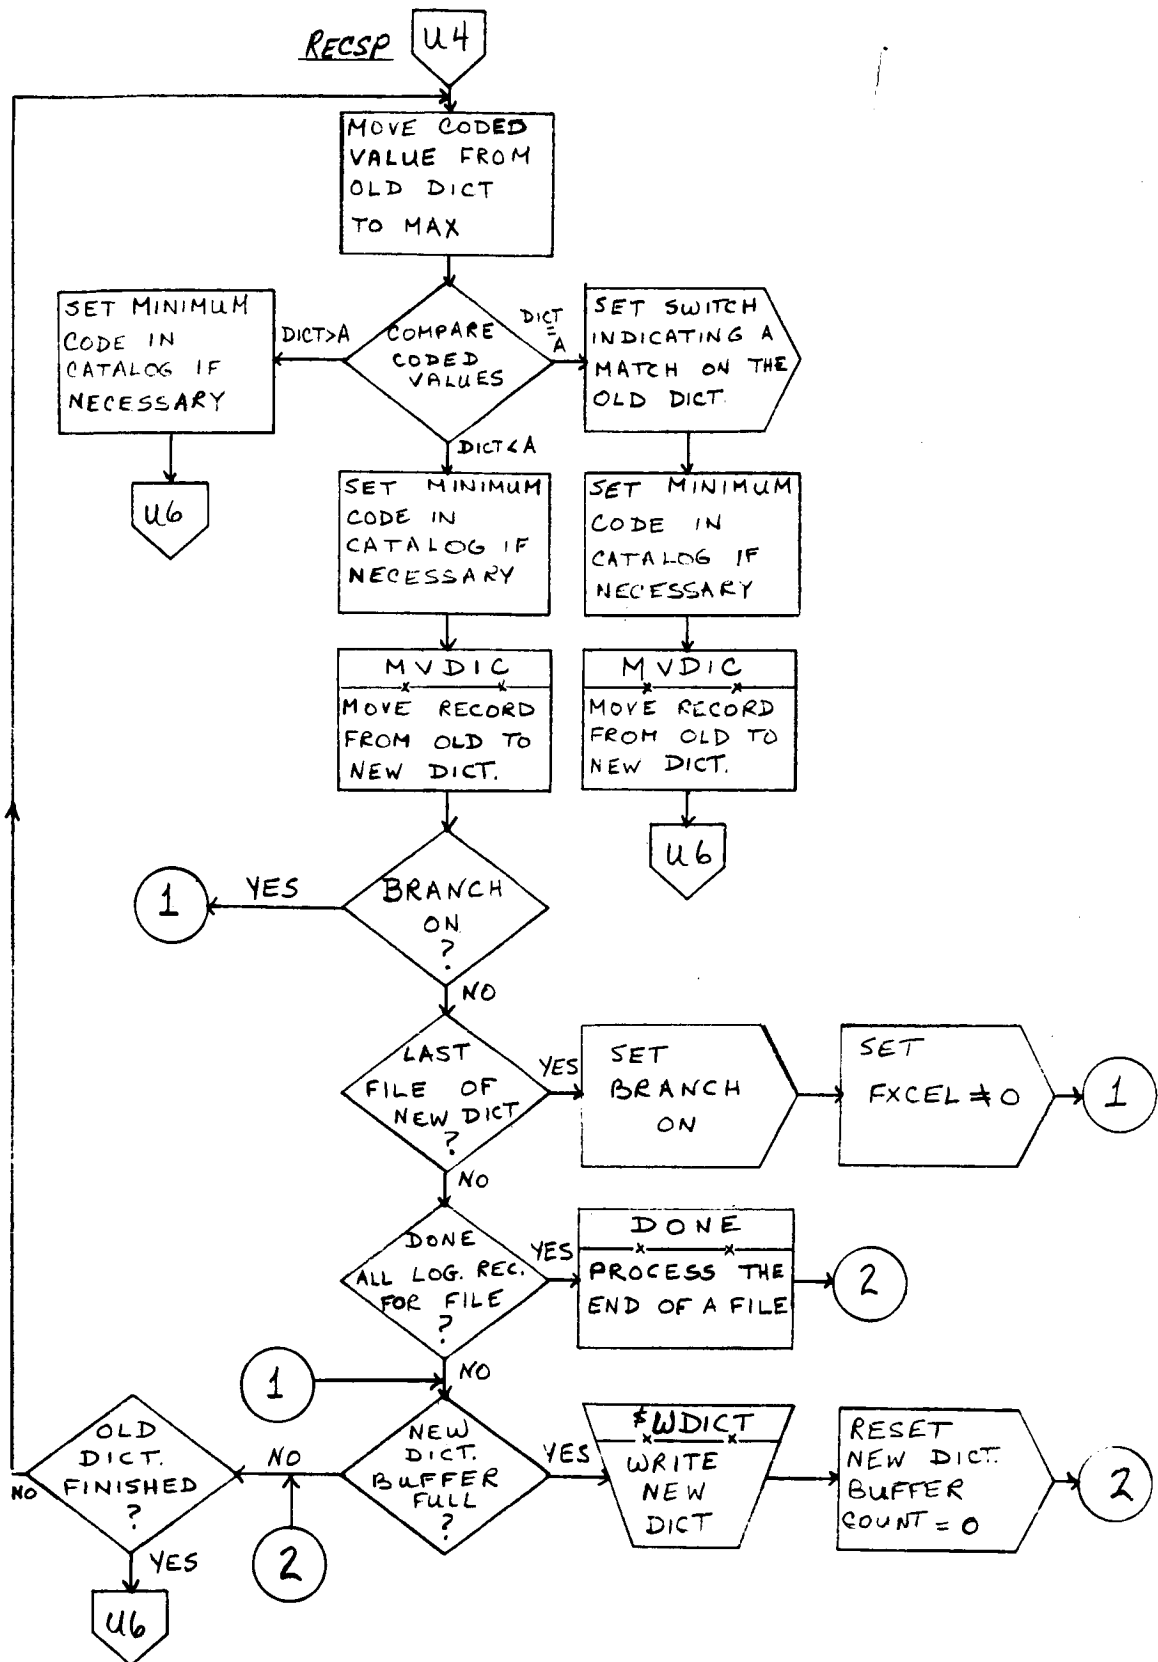 RECSP
U4
MOVE CODED
VALUE FROM
OLD DICT
TO MAX
SET MINIMUM
CODE IN
CATALOG IF
NECESSARY
DICT>A
COMPARE
CODED
VALUES
DICT
=
A
SET SWITCH
INDICATING A
MATCH ON THE
OLD DICT.
U6
DICT<A
SET MINIMUM
CODE IN
CATALOG IF
NECESSARY
SET MINIMUM
CODE IN
CATALOG IF
NECESSARY
MVDIC
MOVE RECORD
FROM OLD TO
NEW DICT.
MVDIC
MOVE RECORD
FROM OLD TO
NEW DICT.
U6
1
YES
BRANCH
ON
?
NO
LAST
FILE OF
NEW DICT
?
YES
SET
BRANCH
ON
SET
FXCEL ≠ 0
1
NO
DONE
ALL LOG. REC.
FOR FILE
?
YES
DONE
PROCESS THE
END OF A FILE
2
NO
1
NO
OLD
DICT.
FINISHED
?
NO
NEW
DICT.
BUFFER
FULL
?
YES
$WDICT
WRITE
NEW
DICT
RESET
NEW DICT.
BUFFER
COUNT = 0
2
2
YES
U6